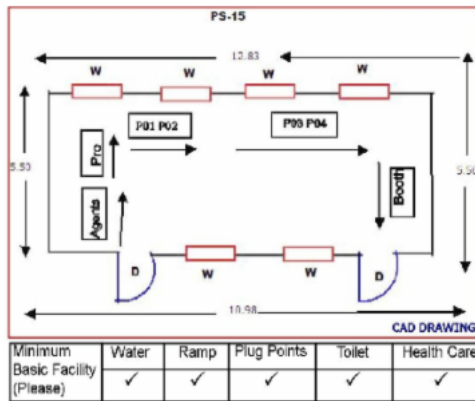 PS-15
12.83
W W W W
P01 P02
P03 P04
5.50
Pro
Agents
Booth
5.50
D
W
W
D
10.98
CAD DRAWING
Minimum Basic Facility (Please) Water Ramp Plug Points Toilet Health Care
✓ ✓ ✓ ✓ ✓